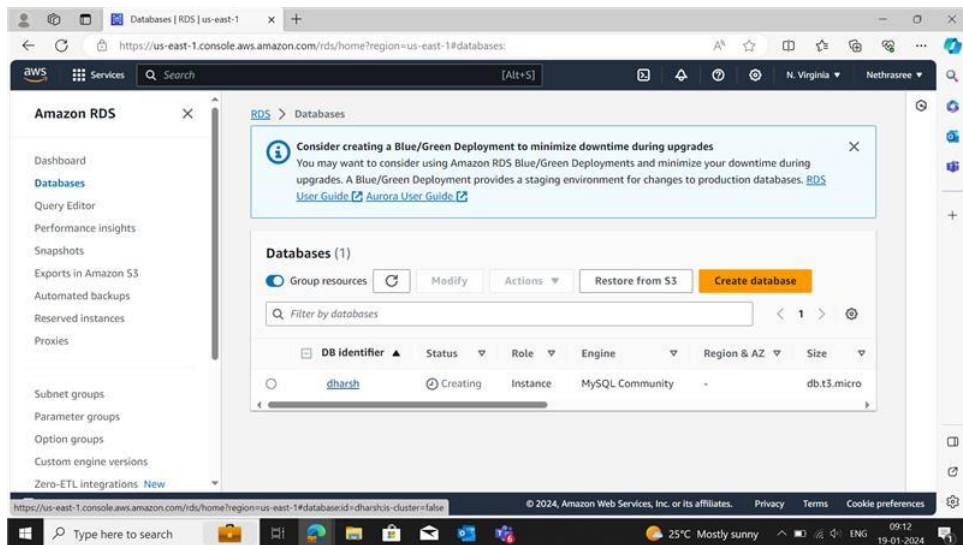 Databases | RDS | us-east-1
https://us-east-1.console.aws.amazon.com/rds/home?region=us-east-1#databases:
aws
Services
Search
[Alt+S]
N. Virginia ▼
Nethrasree ▼
Amazon RDS
Dashboard
Databases
Query Editor
Performance insights
Snapshots
Exports in Amazon S3
Automated backups
Reserved instances
Proxies
Subnet groups
Parameter groups
Option groups
Custom engine versions
Zero-ETL integrations New
RDS > Databases
Consider creating a Blue/Green Deployment to minimize downtime during upgrades
You may want to consider using Amazon RDS Blue/Green Deployments and minimize your downtime during
upgrades. A Blue/Green Deployment provides a staging environment for changes to production databases. RDS
User Guide Aurora User Guide
Databases (1)
Group resources
Modify
Actions ▼
Restore from S3
Create database
Filter by databases
< 1 >
DB identifier ▲ Status Role Engine Region & AZ Size
dharsh Creating Instance MySQL Community - db.t3.micro
https://us-east-1.console.aws.amazon.com/rds/home?region=us-east-1#database:id=dharsh;is-cluster=false
© 2024, Amazon Web Services, Inc. or its affiliates. Privacy Terms Cookie preferences
Type here to search
25°C Mostly sunny
ENG
09:12
19-01-2024